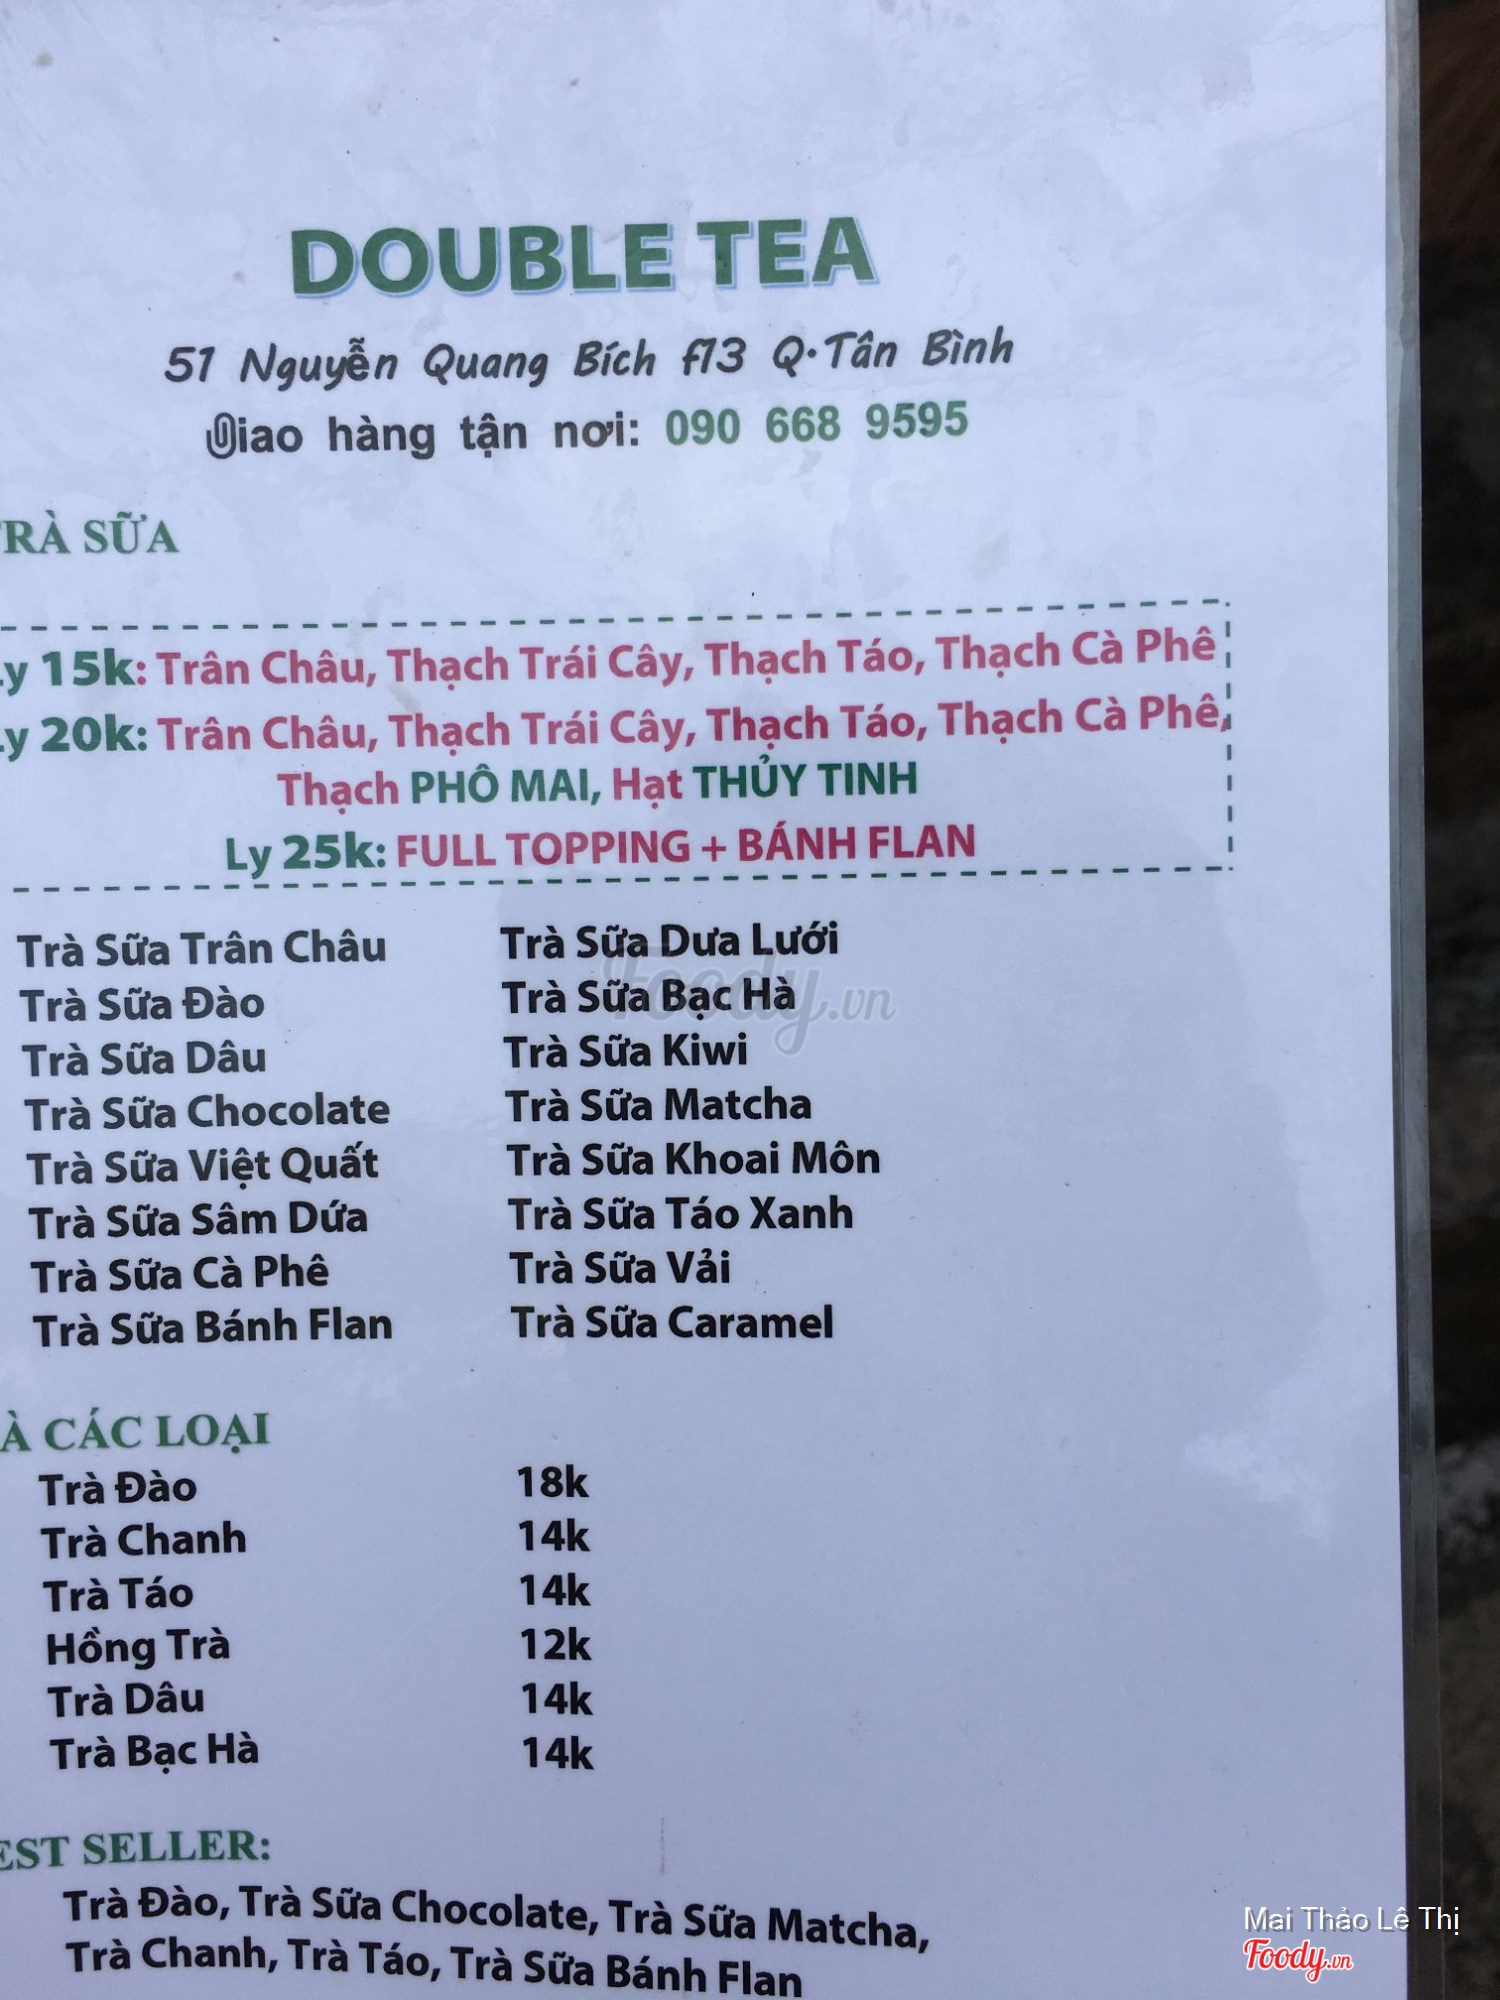 DOUBLE TEA
51 Nguyễn Quang Bích f13 Q.Tân Bình
Giao hàng tận nơi: 090 668 9595
TRÀ SỮA
Ly 15k: Trân Châu, Thạch Trái Cây, Thạch Táo, Thạch Cà Phê
Ly 20k: Trân Châu, Thạch Trái Cây, Thạch Táo, Thạch Cà Phê,
Thạch PHÔ MAI, Hạt THỦY TINH
Ly 25k: FULL TOPPING + BÁNH FLAN
Trà Sữa Trân Châu
Trà Sữa Đào
Trà Sữa Dâu
Trà Sữa Chocolate
Trà Sữa Việt Quất
Trà Sữa Sâm Dứa
Trà Sữa Cà Phê
Trà Sữa Bánh Flan
Trà Sữa Dưa Lưới
Trà Sữa Bạc Hà
Trà Sữa Kiwi
Trà Sữa Matcha
Trà Sữa Khoai Môn
Trà Sữa Táo Xanh
Trà Sữa Vải
Trà Sữa Caramel
Foody.vn
À CÁC LOẠI
Trà Đào 18k
Trà Chanh 14k
Trà Táo 14k
Hồng Trà 12k
Trà Dâu 14k
Trà Bạc Hà 14k
EST SELLER:
Trà Đào, Trà Sữa Chocolate, Trà Sữa Matcha,
Trà Chanh, Trà Táo, Trà Sữa Bánh Flan
Mai Thảo Lê Thị
Foody.vn